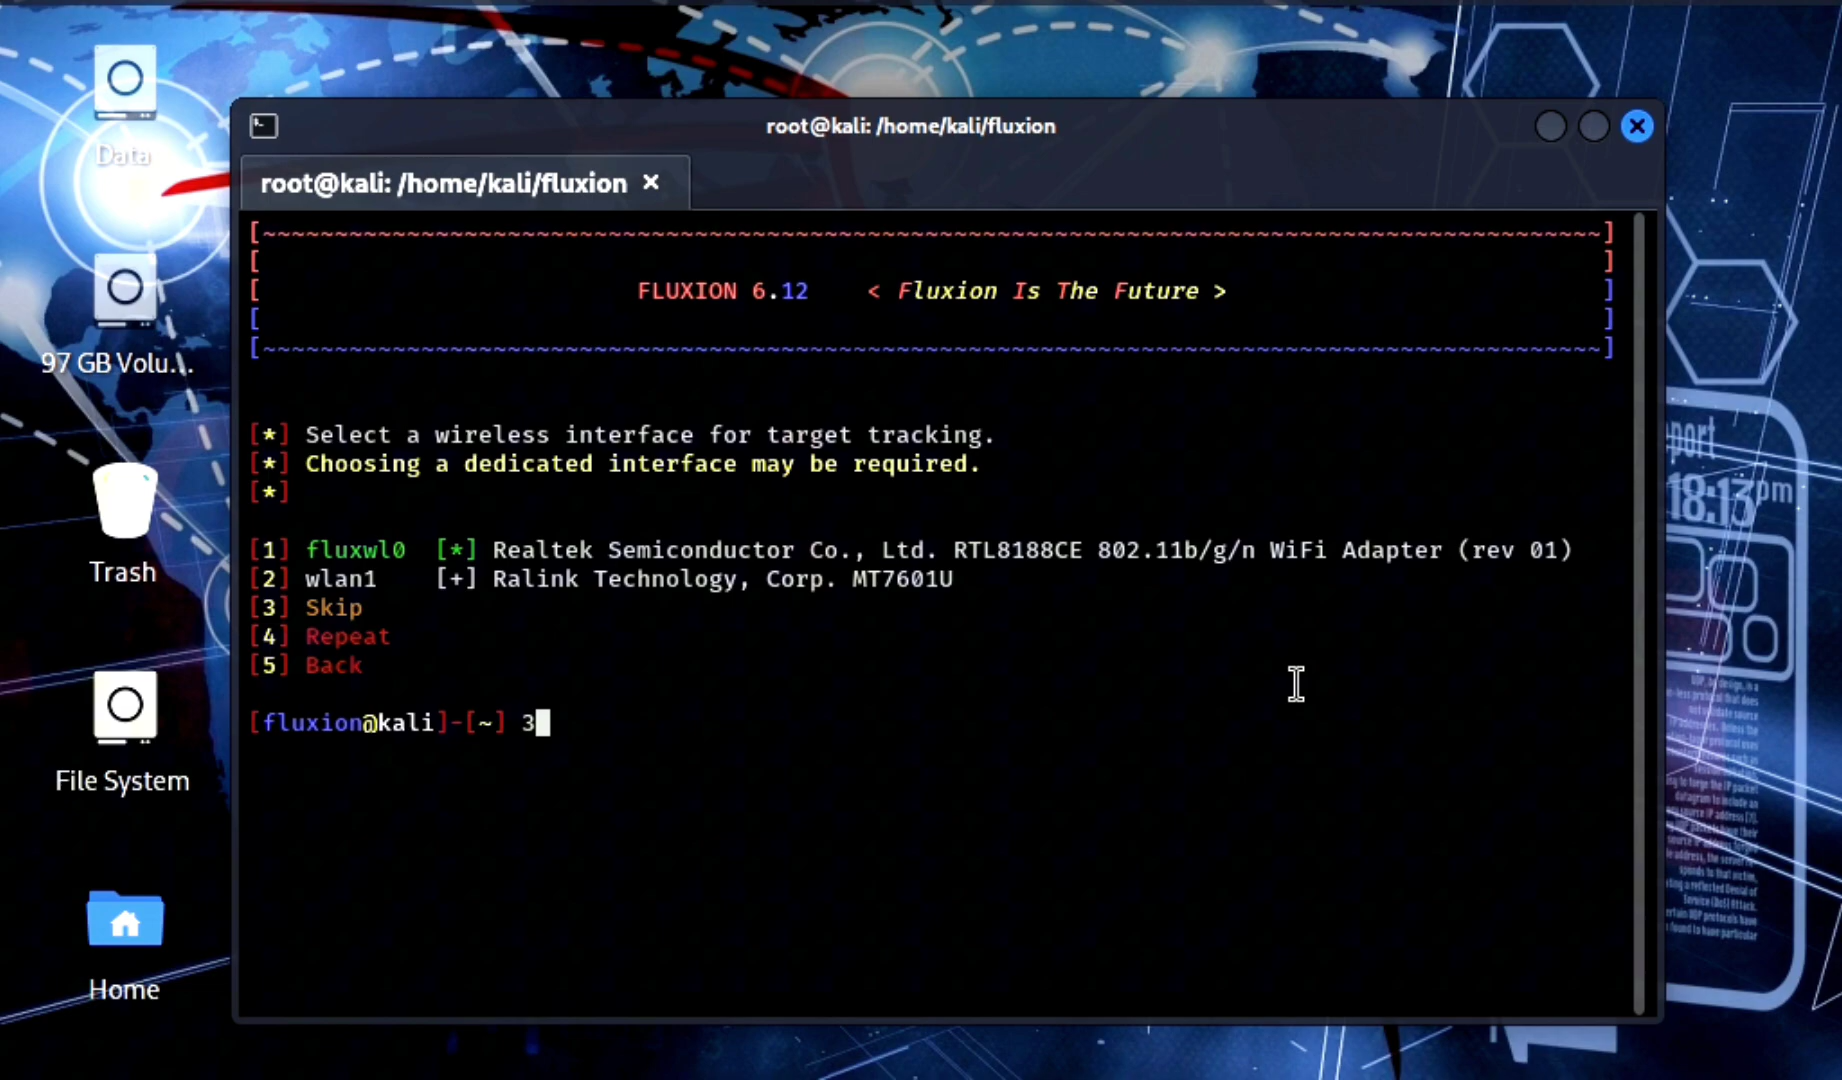 Data
97 GB Volu...
Trash
File System
Home
root@kali: /home/kali/fluxion
root@kali: /home/kali/fluxion ×
[~~~~~~~~~~~~~~~~~~~~~~~~~~~~~~~~~~~~~~~~~~~~~~~~~~~~~~~~~~~~~~~~~~~~~~~~~~~~~~~~~~~~~~~~~~~~~]
[ ]
[ FLUXION 6.12 < Fluxion Is The Future > ]
[ ]
[~~~~~~~~~~~~~~~~~~~~~~~~~~~~~~~~~~~~~~~~~~~~~~~~~~~~~~~~~~~~~~~~~~~~~~~~~~~~~~~~~~~~~~~~~~~~~]
[*] Select a wireless interface for target tracking.
[*] Choosing a dedicated interface may be required.
[*]
[1] fluxwl0 [*] Realtek Semiconductor Co., Ltd. RTL8188CE 802.11b/g/n WiFi Adapter (rev 01)
[2] wlan1 [+] Ralink Technology, Corp. MT7601U
[3] Skip
[4] Repeat
[5] Back
[fluxion@kali]-[~] 3
port
18:13pm